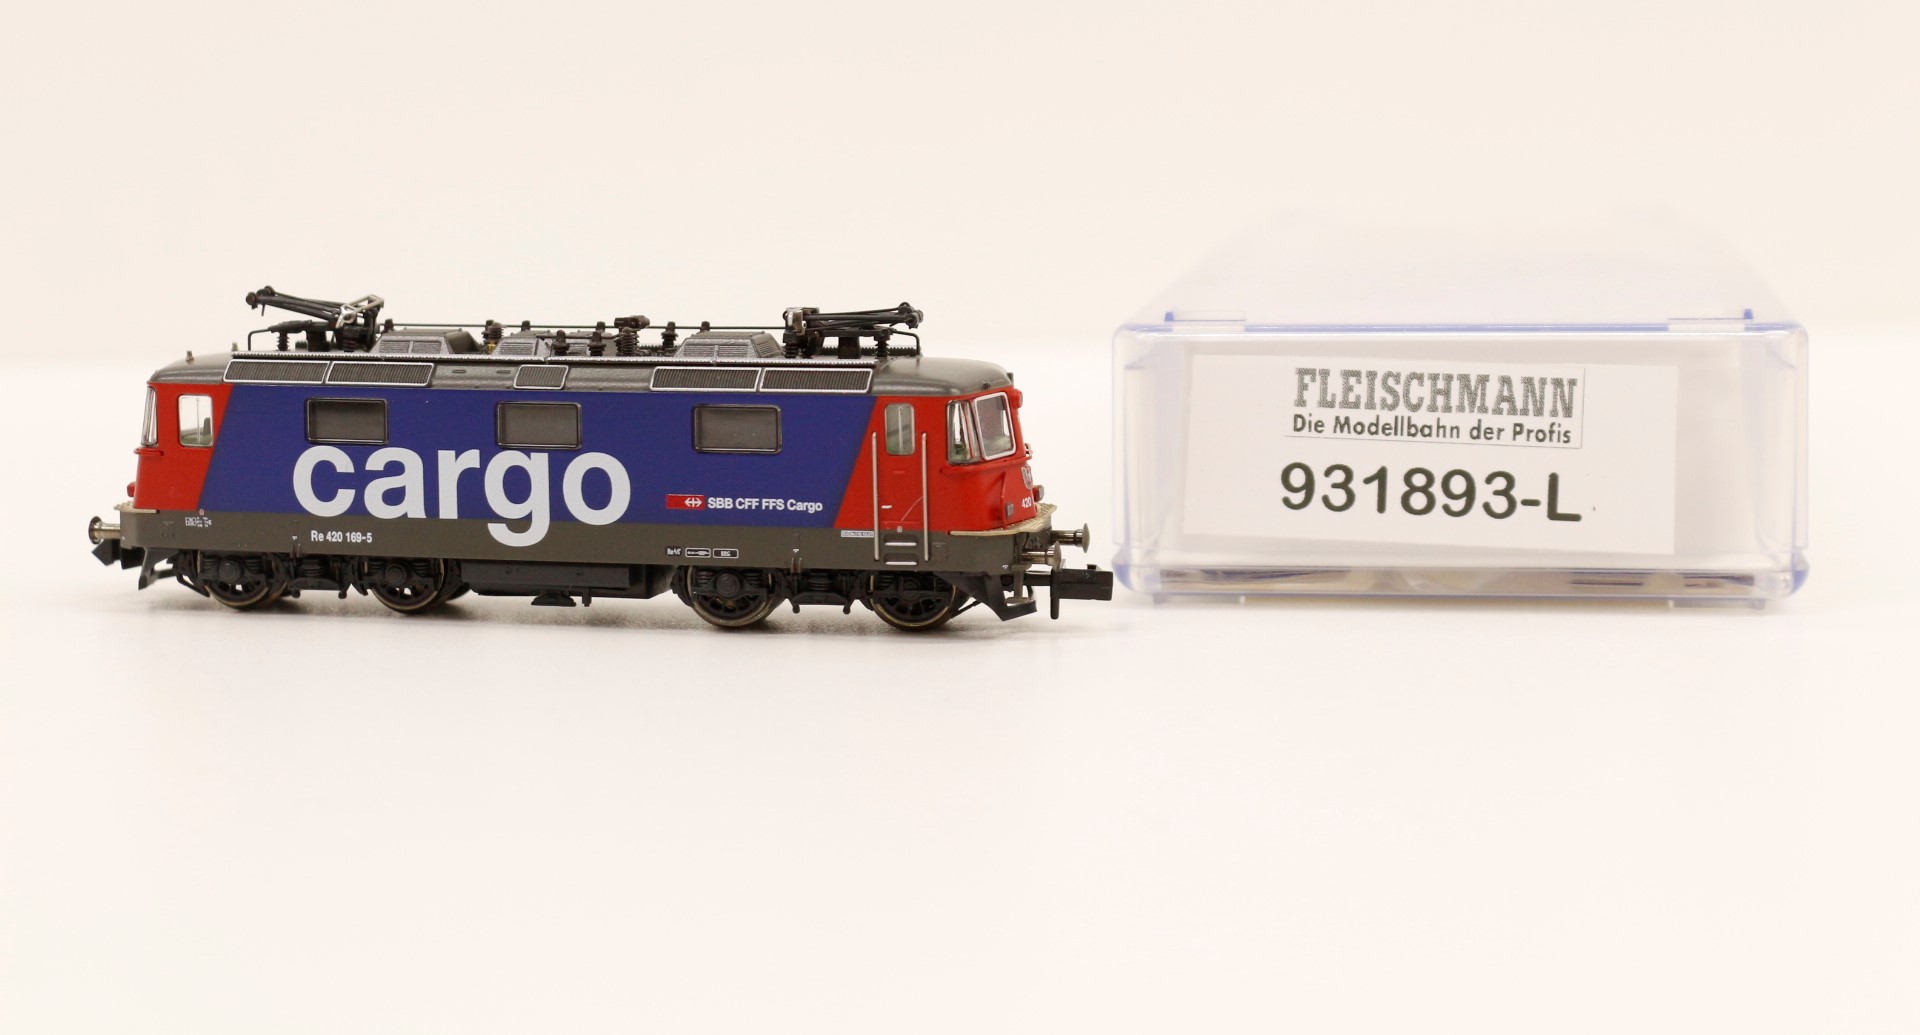 cargo
SBB CFF FFS Cargo
Re 420 169-5
420
FLEISCHMANN
Die Modellbahn der Profis
931893-L